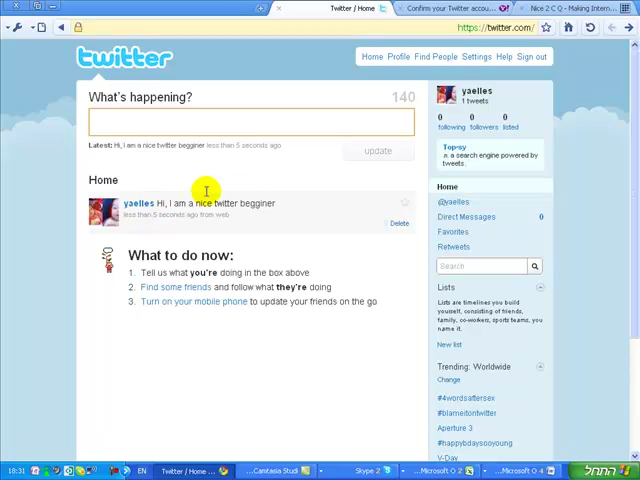 Twitter / Home
Confirm your Twitter accou...
Nice 2 C Q - Making Intern...
https://twitter.com/
twitter
Home Profile Find People Settings Help Sign out
What's happening?
140
Latest: Hi, I am a nice twitter begginer less than 5 seconds ago
update
Home
yaelles Hi, I am a nice twitter begginer
less than 5 seconds ago from web
Delete
What to do now:
1. Tell us what you're doing in the box above
2. Find some friends and follow what they're doing
3. Turn on your mobile phone to update your friends on the go
yaelles
1 tweets
0 0 0
following followers listed
Top·sy
n. a search engine powered by
tweets.
Home
@yaelles
Direct Messages 0
Favorites
Retweets
Search
Lists
Lists are timelines you build
yourself, consisting of friends,
family, co-workers, sports teams, you
name it.
New list
Trending: Worldwide
Change
#4wordsaftersex
#blameitontwitter
Aperture 3
#happybdaysooyoung
V-Day
18:31
EN
Twitter / Home ...
...Camtasia Studi
Skype 2
...Microsoft O 2
...Microsoft O 4
התחל